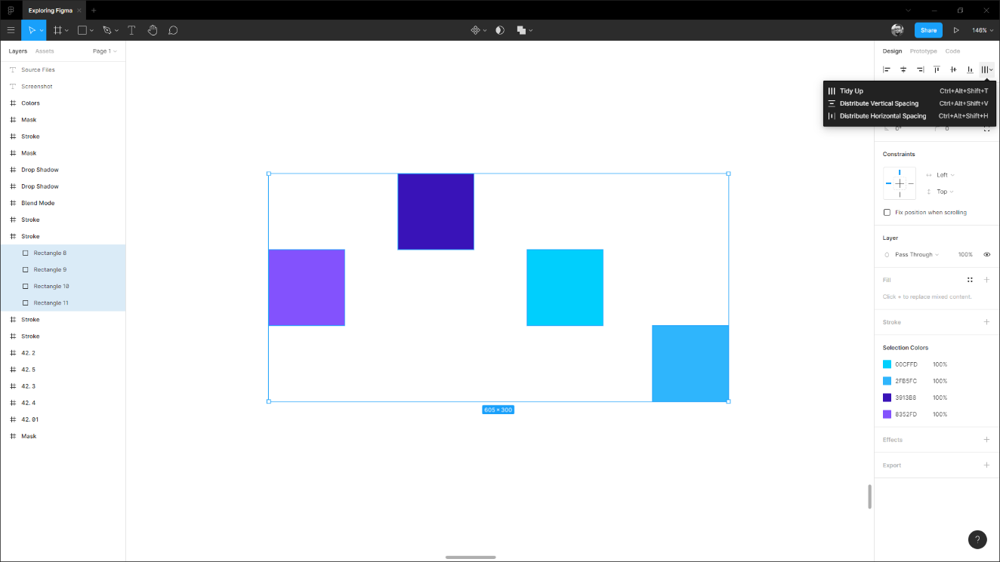 Exploring Figma
Share
146%
Layers
Assets
Page 1
Source Files
Screenshot
Colors
Mask
Stroke
Mask
Drop Shadow
Drop Shadow
Blend Mode
Stroke
Stroke
Rectangle 8
Rectangle 9
Rectangle 10
Rectangle 11
Stroke
Stroke
42. 2
42. 5
42. 3
42. 4
42. 01
Mask
605 × 300
Design
Prototype
Code
Tidy Up Ctrl+Alt+Shift+T
Distribute Vertical Spacing Ctrl+Alt+Shift+V
Distribute Horizontal Spacing Ctrl+Alt+Shift+H
0°
0
Constraints
Left
Top
Fix position when scrolling
Layer
Pass Through 100%
Fill
Click + to replace mixed content.
Stroke
Selection Colors
00CFFD 100%
2FB5FC 100%
3913B8 100%
8352FD 100%
Effects
Export
?